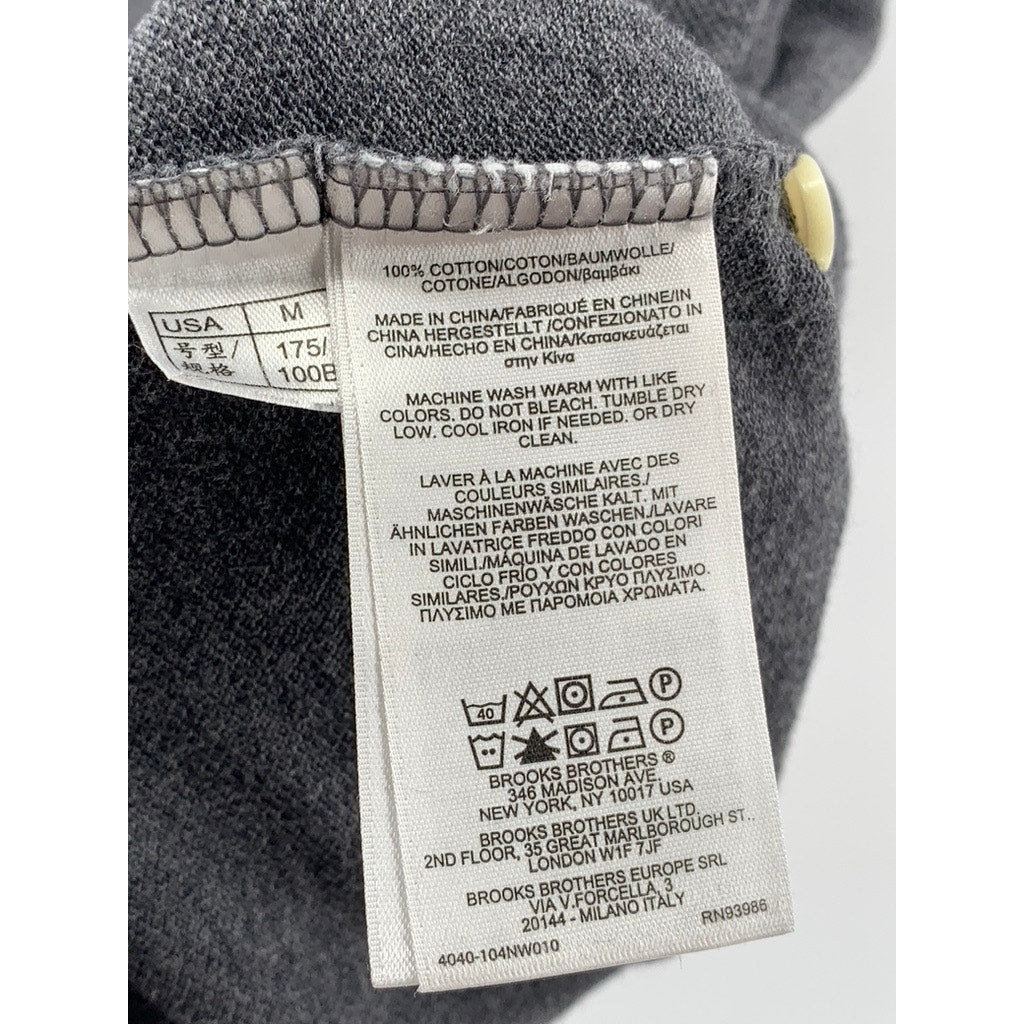 100% COTTON/COTON/BAUMWOLLE/
COTONE/ALGODON/Βαμβάκι
MADE IN CHINA/FABRIQUÉ EN CHINE/IN
CHINA HERGESTELLT /CONFEZIONATO IN
CINA/HECHO EN CHINA/Κατασκευάζεται
στην Κίνα
MACHINE WASH WARM WITH LIKE
COLORS. DO NOT BLEACH. TUMBLE DRY
LOW. COOL IRON IF NEEDED. OR DRY
CLEAN.
LAVER À LA MACHINE AVEC DES
COULEURS SIMILAIRES./
MASCHINENWÄSCHE KALT. MIT
ÄHNLICHEN FARBEN WASCHEN./LAVARE
IN LAVATRICE FREDDO CON COLORI
SIMILI./MÁQUINA DE LAVADO EN
CICLO FRÍO Y CON COLORES
SIMILARES./ΡΟΥΧΩΝ ΚΡΥΟ ΠΛΥΣΙΜΟ.
ΠΛΥΣΙΜΟ ΜΕ ΠΑΡΟΜΟΙΑ ΧΡΩΜΑΤΑ.
40 P
P
BROOKS BROTHERS ®
346 MADISON AVE.
NEW YORK, NY 10017 USA
BROOKS BROTHERS UK LTD.
2ND FLOOR, 35 GREAT MARLBOROUGH ST.,
LONDON W1F 7JF
BROOKS BROTHERS EUROPE SRL
VIA V.FORCELLA, 3
20144 - MILANO ITALY
RN93986
4040-104NW010
USA M
号型/ 175/
规格 100B